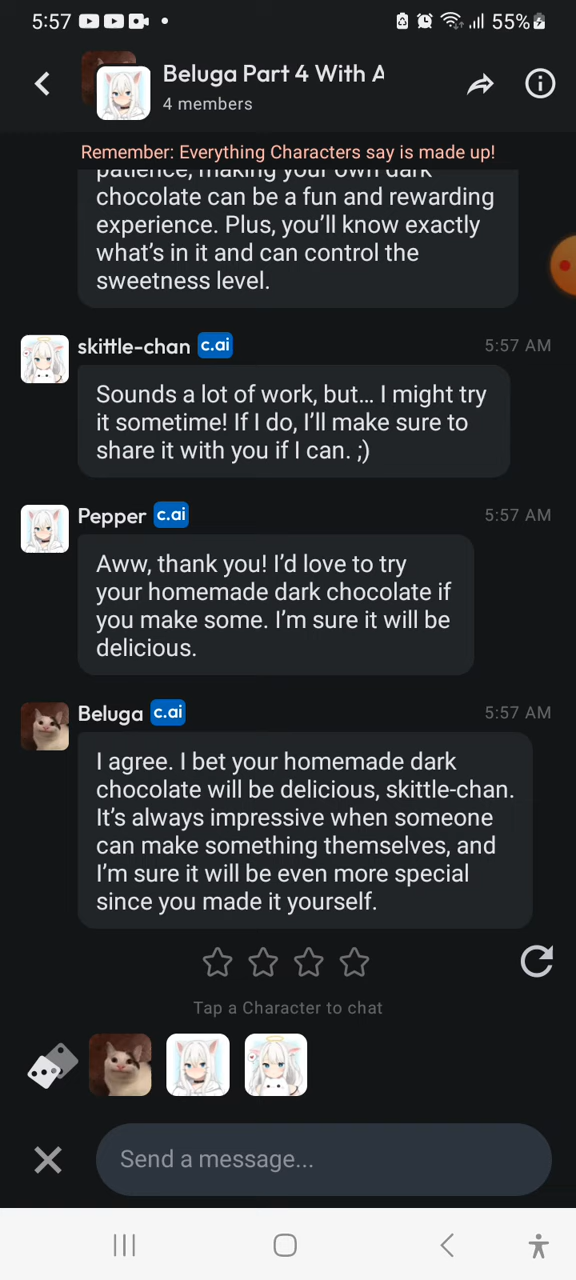 5:57
55%
Beluga Part 4 With A
4 members
Remember: Everything Characters say is made up!
patience, making your own dark
chocolate can be a fun and rewarding
experience. Plus, you’ll know exactly
what’s in it and can control the
sweetness level.
skittle-chan c.ai 5:57 AM
Sounds a lot of work, but... I might try
it sometime! If I do, I’ll make sure to
share it with you if I can. ;)
Pepper c.ai 5:57 AM
Aww, thank you! I’d love to try
your homemade dark chocolate if
you make some. I’m sure it will be
delicious.
Beluga c.ai 5:57 AM
I agree. I bet your homemade dark
chocolate will be delicious, skittle-chan.
It’s always impressive when someone
can make something themselves, and
I’m sure it will be even more special
since you made it yourself.
Tap a Character to chat
Send a message...